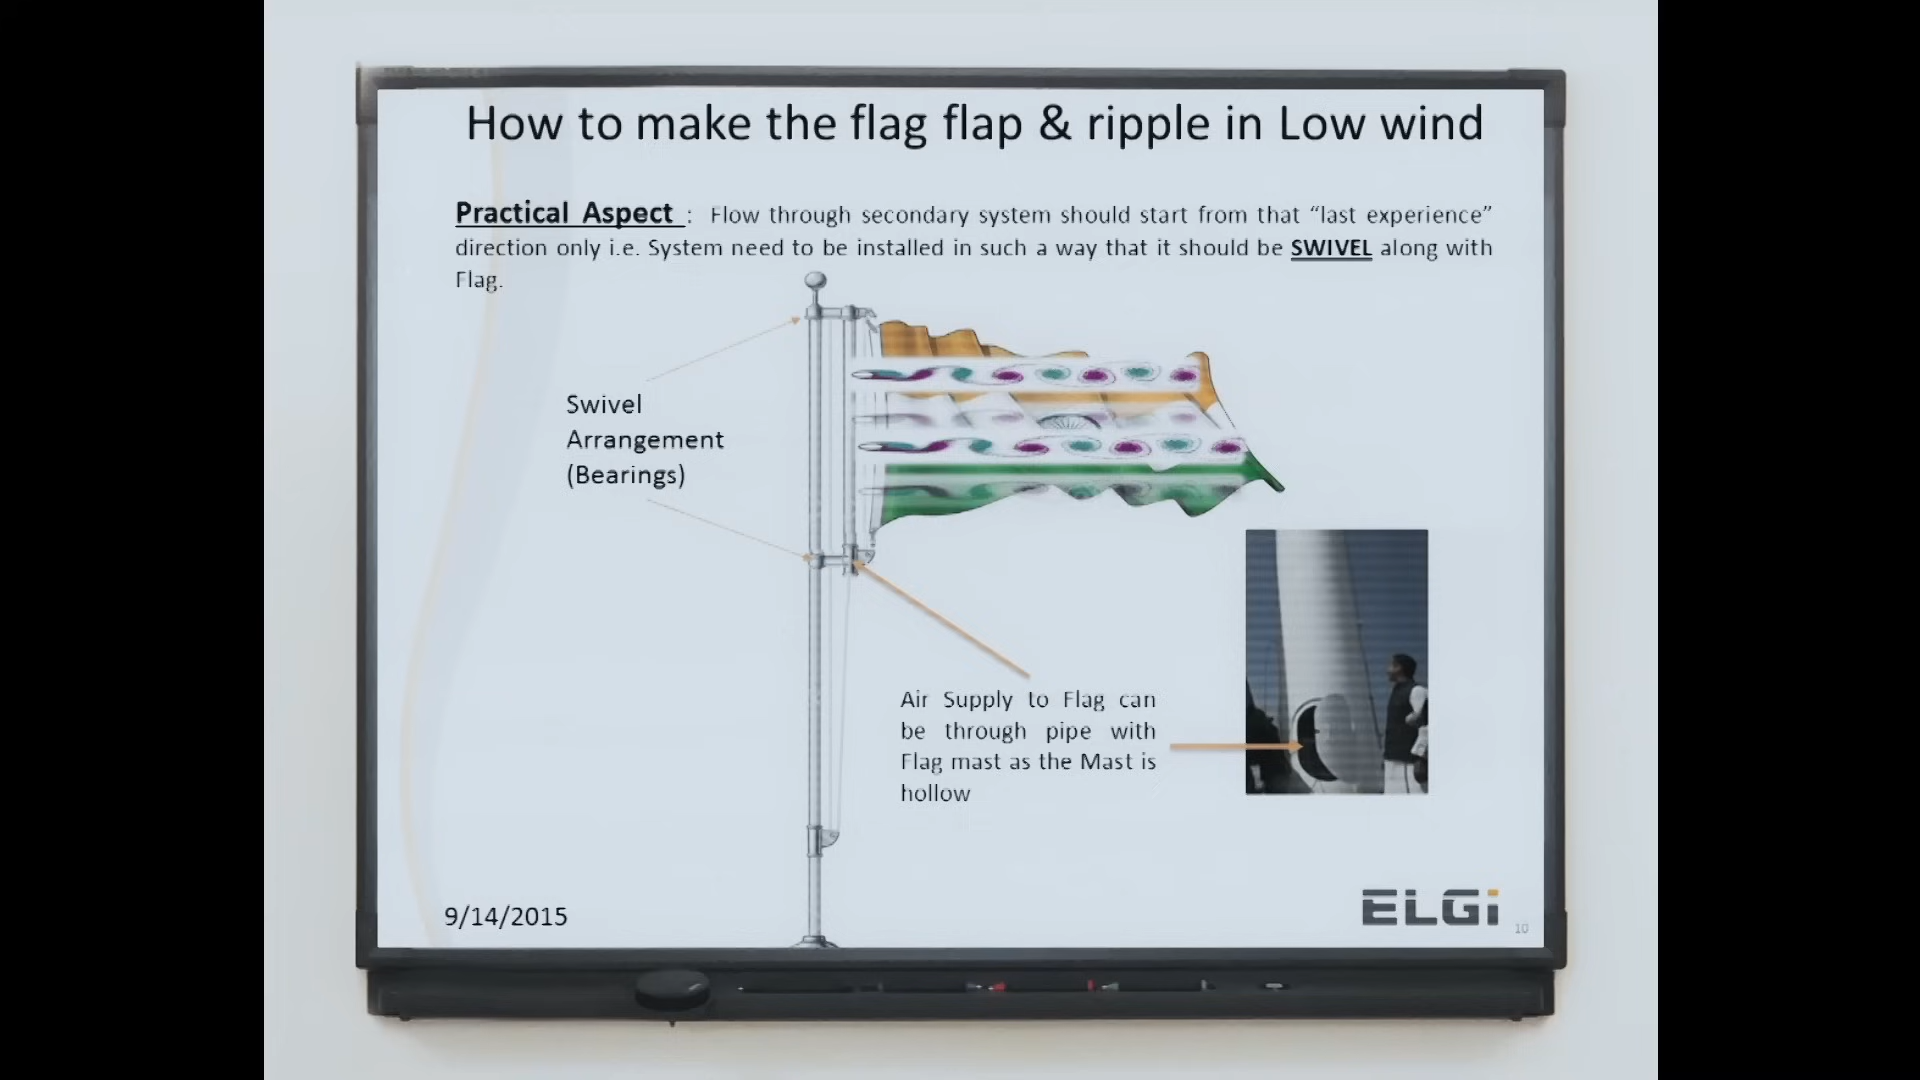 How to make the flag flap & ripple in Low wind
Practical Aspect : Flow through secondary system should start from that “last experience”
direction only i.e. System need to be installed in such a way that it should be SWIVEL along with
Flag.
Swivel
Arrangement
(Bearings)
Air Supply to Flag can
be through pipe with
Flag mast as the Mast is
hollow
9/14/2015
ELGi
10